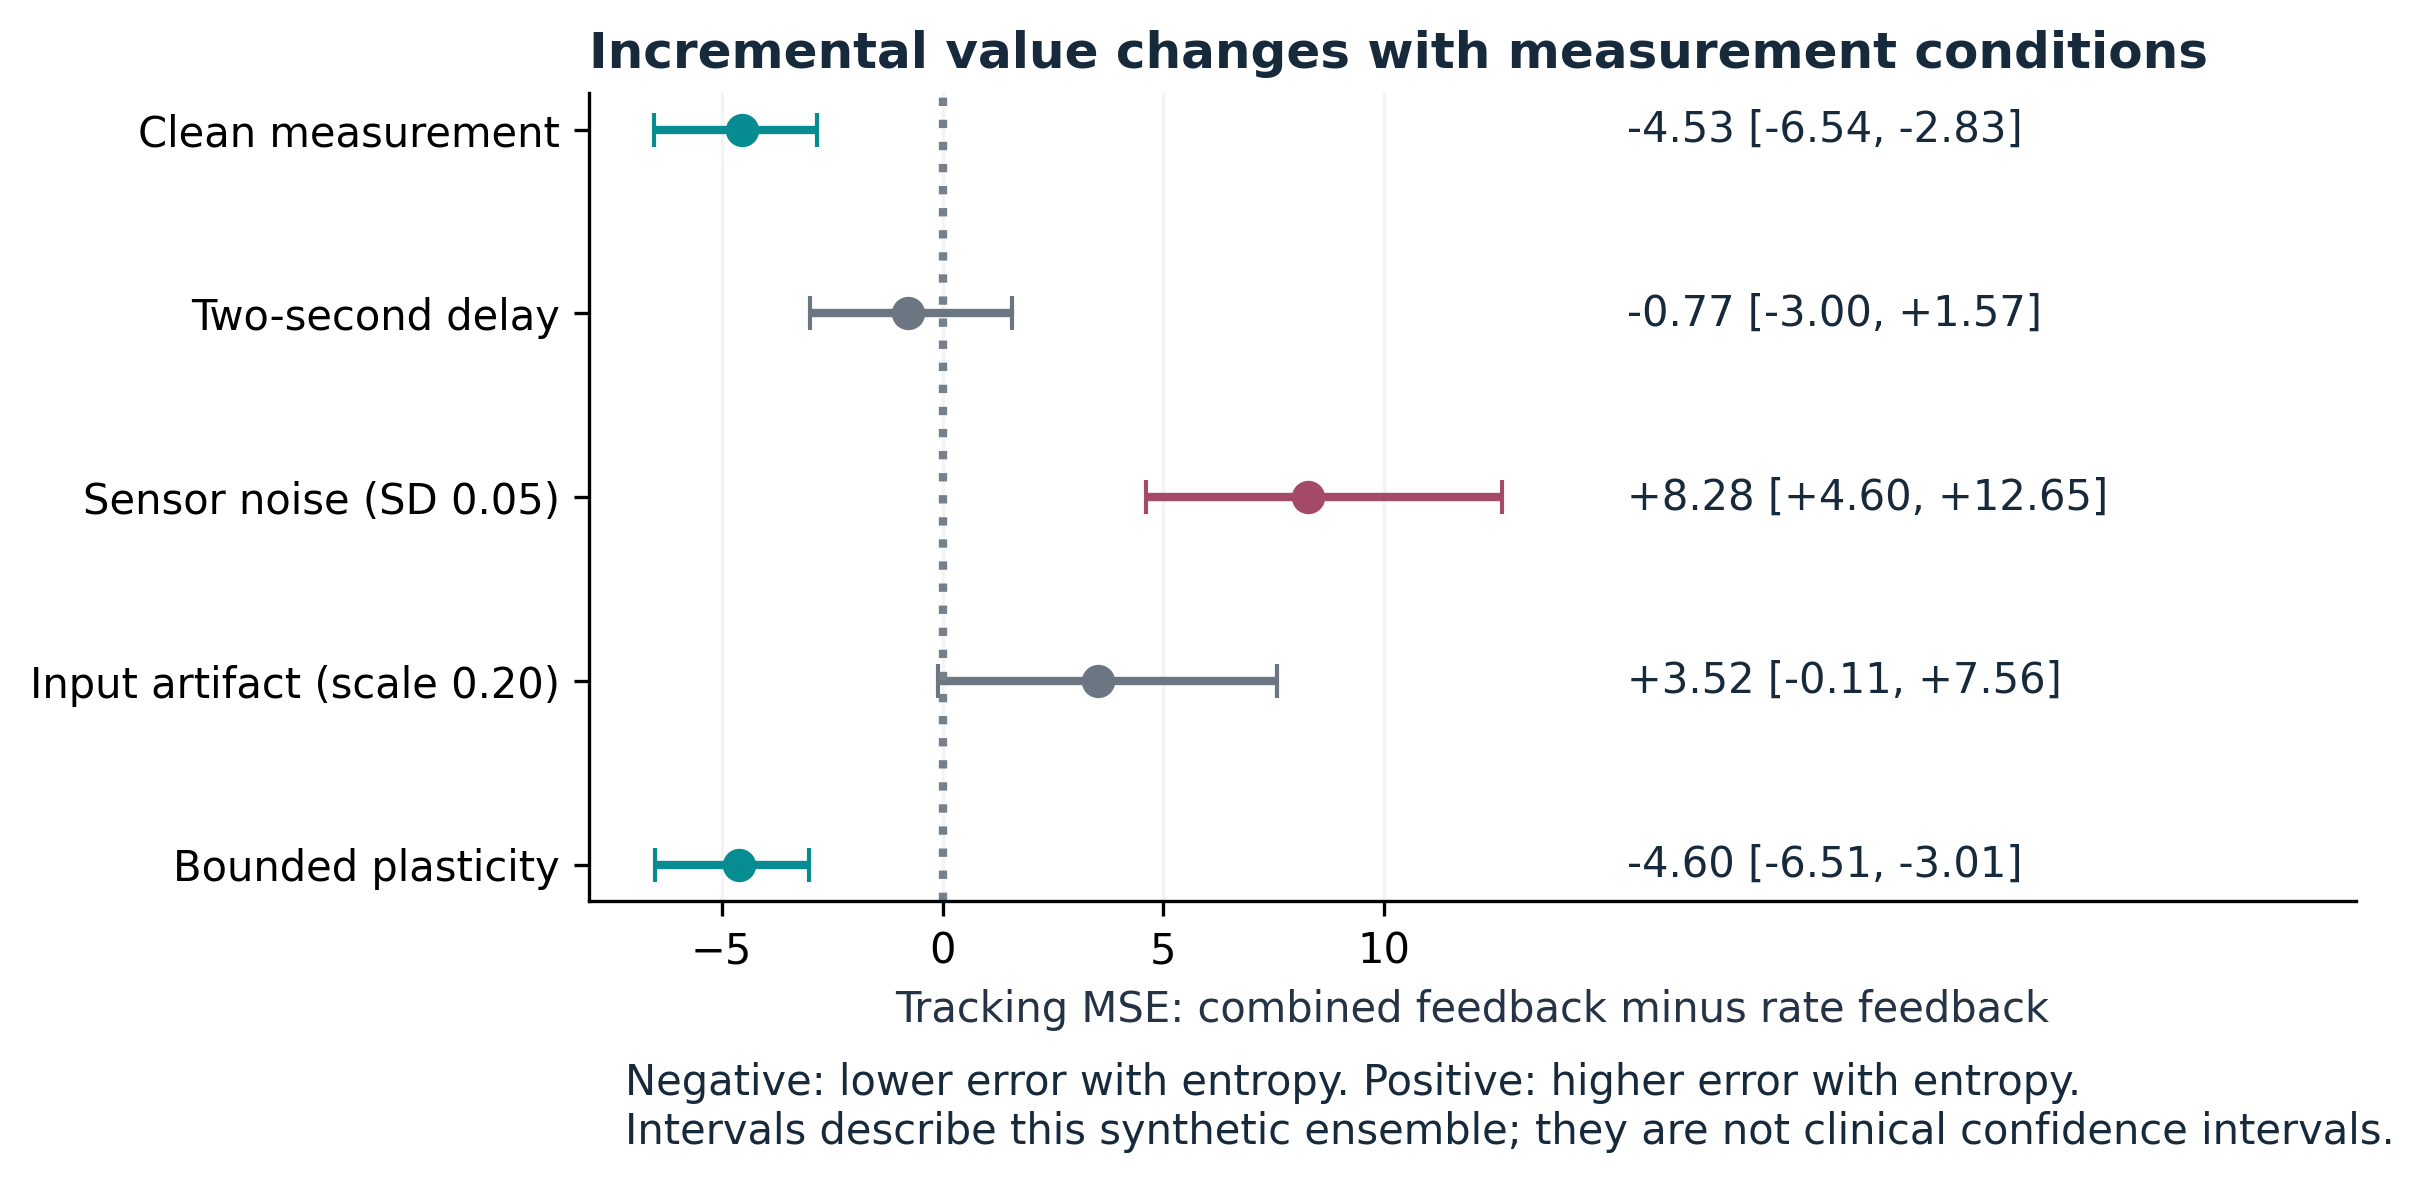 Incremental value changes with measurement conditions
Clean measurement
-4.53 [-6.54, -2.83]
Two-second delay
-0.77 [-3.00, +1.57]
Sensor noise (SD 0.05)
+8.28 [+4.60, +12.65]
Input artifact (scale 0.20)
+3.52 [-0.11, +7.56]
Bounded plasticity
-4.60 [-6.51, -3.01]
−5 0 5 10
Tracking MSE: combined feedback minus rate feedback
Negative: lower error with entropy. Positive: higher error with entropy.
Intervals describe this synthetic ensemble; they are not clinical confidence intervals.